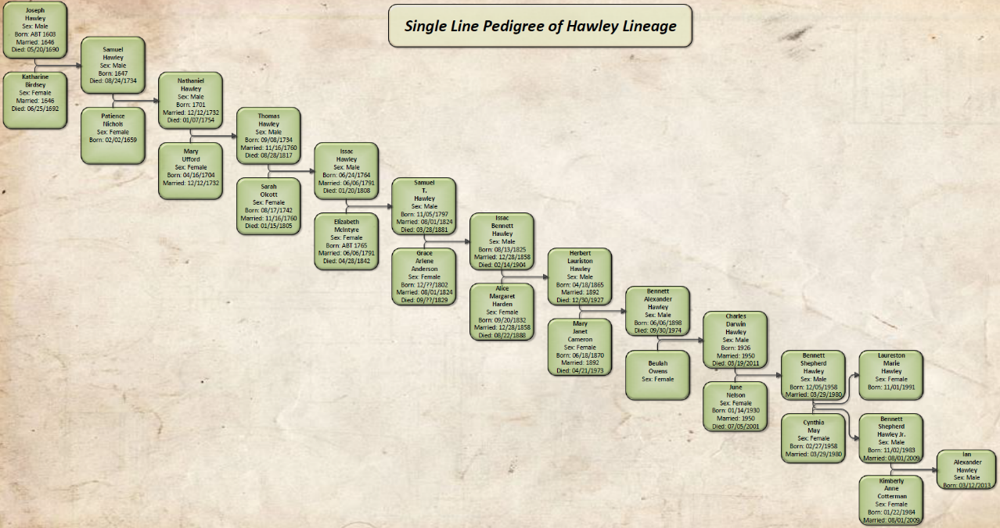 Single Line Pedigree of Hawley Lineage
Joseph
Hawley
Sex: Male
Born: ABT 1603
Married: 1646
Died: 05/20/1690
Katharine
Birdsey
Sex: Female
Married: 1646
Died: 06/25/1692
Samuel
Hawley
Sex: Male
Born: 1647
Died: 08/24/1734
Patience
Nichols
Sex: Female
Born: 02/02/1659
Nathaniel
Hawley
Sex: Male
Born: 1701
Married: 12/12/1732
Died: 01/07/1754
Mary
Ufford
Sex: Female
Born: 04/16/1704
Married: 12/12/1732
Thomas
Hawley
Sex: Male
Born: 09/08/1734
Married: 11/16/1760
Died: 08/28/1817
Sarah
Olcott
Sex: Female
Born: 08/17/1742
Married: 11/16/1760
Died: 01/15/1805
Issac
Hawley
Sex: Male
Born: 06/24/1764
Married: 06/06/1791
Died: 01/20/1808
Elizabeth
McIntyre
Sex: Female
Born: ABT 1765
Married: 06/06/1791
Died: 04/28/1842
Samuel
T.
Hawley
Sex: Male
Born: 11/05/1797
Married: 08/01/1824
Died: 03/28/1881
Grace
Arlene
Anderson
Sex: Female
Born: 12/??/1802
Married: 08/01/1824
Died: 09/??/1829
Issac
Bennett
Hawley
Sex: Male
Born: 08/13/1825
Married: 12/28/1858
Died: 02/14/1904
Alice
Margaret
Harden
Sex: Female
Born: 09/20/1832
Married: 12/28/1858
Died: 08/22/1888
Herbert
Lauriston
Hawley
Sex: Male
Born: 04/18/1865
Married: 1892
Died: 12/30/1927
Mary
Janet
Cameron
Sex: Female
Born: 06/18/1870
Married: 1892
Died: 04/21/1973
Bennett
Alexander
Hawley
Sex: Male
Born: 06/06/1898
Died: 09/30/1974
Beulah
Owens
Sex: Female
Charles
Darwin
Hawley
Sex: Male
Born: 1926
Married: 1950
Died: 03/19/2011
June
Nelson
Sex: Female
Born: 01/14/1930
Married: 1950
Died: 07/05/2001
Bennett
Shepherd
Hawley
Sex: Male
Born: 12/05/1958
Married: 03/29/1980
Cynthia
May
Sex: Female
Born: 02/27/1958
Married: 03/29/1980
Laureston
Marie
Hawley
Sex: Female
Born: 11/01/1991
Bennett
Shepherd
Hawley Jr.
Sex: Male
Born: 11/02/1983
Married: 08/01/2009
Kimberly
Anne
Cotterman
Sex: Female
Born: 01/22/1984
Married: 08/01/2009
Ian
Alexander
Hawley
Sex: Male
Born: 03/12/2013